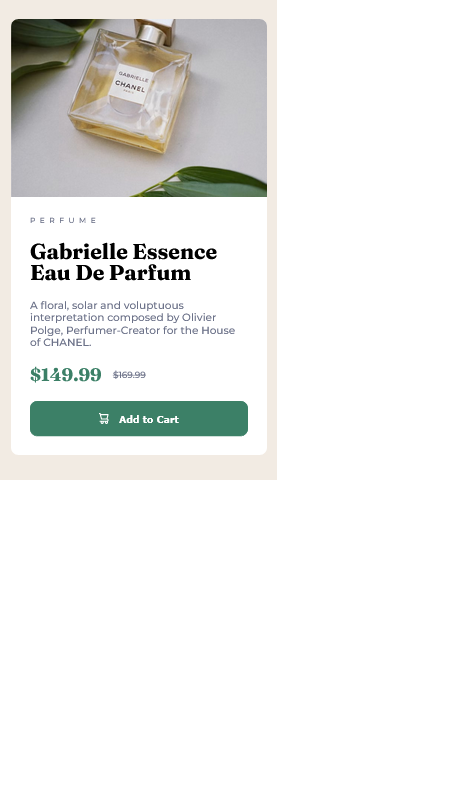 GABRIELLE
CHANEL
PARIS
PERFUME
Gabrielle Essence
Eau De Parfum
A floral, solar and voluptuous
interpretation composed by Olivier
Polge, Perfumer-Creator for the House
of CHANEL.
$149.99 $169.99
Add to Cart